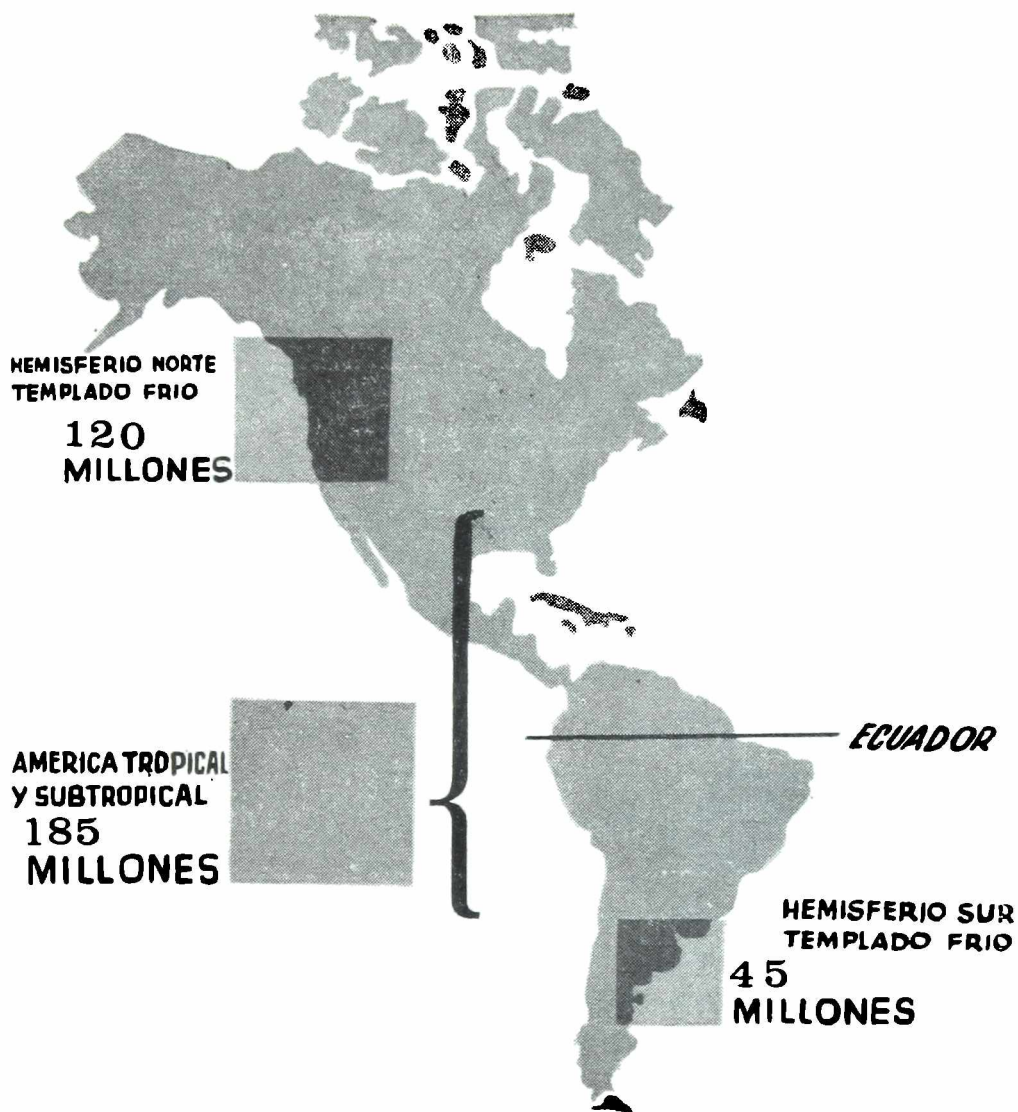 HEMISFERIO NORTE
TEMPLADO FRIO
120
MILLONES
ECUADOR
AMERICA TROPICAL
Y SUBTROPICAL
185
MILLONES
HEMISFERIO SUR
TEMPLADO FRIO
45
MILLONES